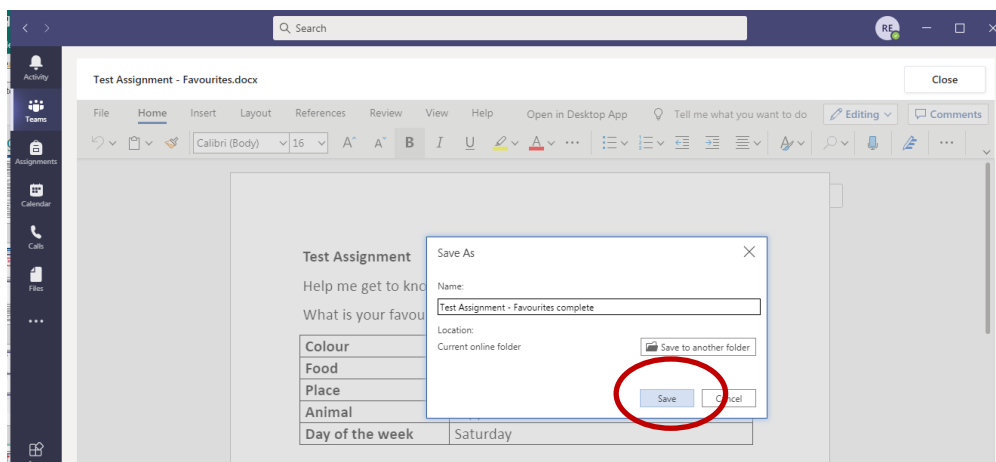 Search
RE
Activity
Test Assignment - Favourites.docx
Close
Teams
File Home Insert Layout References Review View Help Open in Desktop App Tell me what you want to do Editing Comments
Calibri (Body) 16 A A B I U A
Assignments
Calendar
Calls
Files
Test Assignment
Help me get to kno
What is your favou
Colour
Food
Place
Animal
Day of the week Saturday
Save As
Name:
Test Assignment - Favourites complete
Location:
Current online folder Save to another folder
Save Cancel